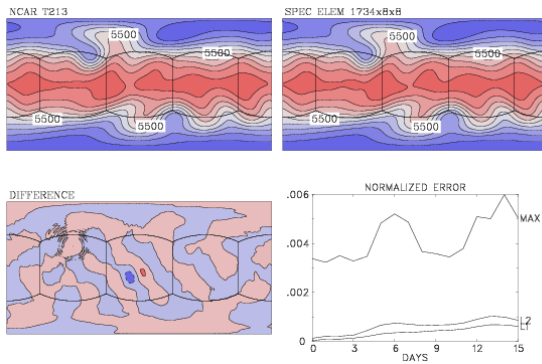 NCAR T213
SPEC ELEM 1734x8x8
5500
5500
5500
5500
5500
5500
5500
5500
DIFFERENCE
NORMALIZED ERROR
.006
.004
.002
0
MAX
L2
L1
0 3 6 9 12 15
DAYS